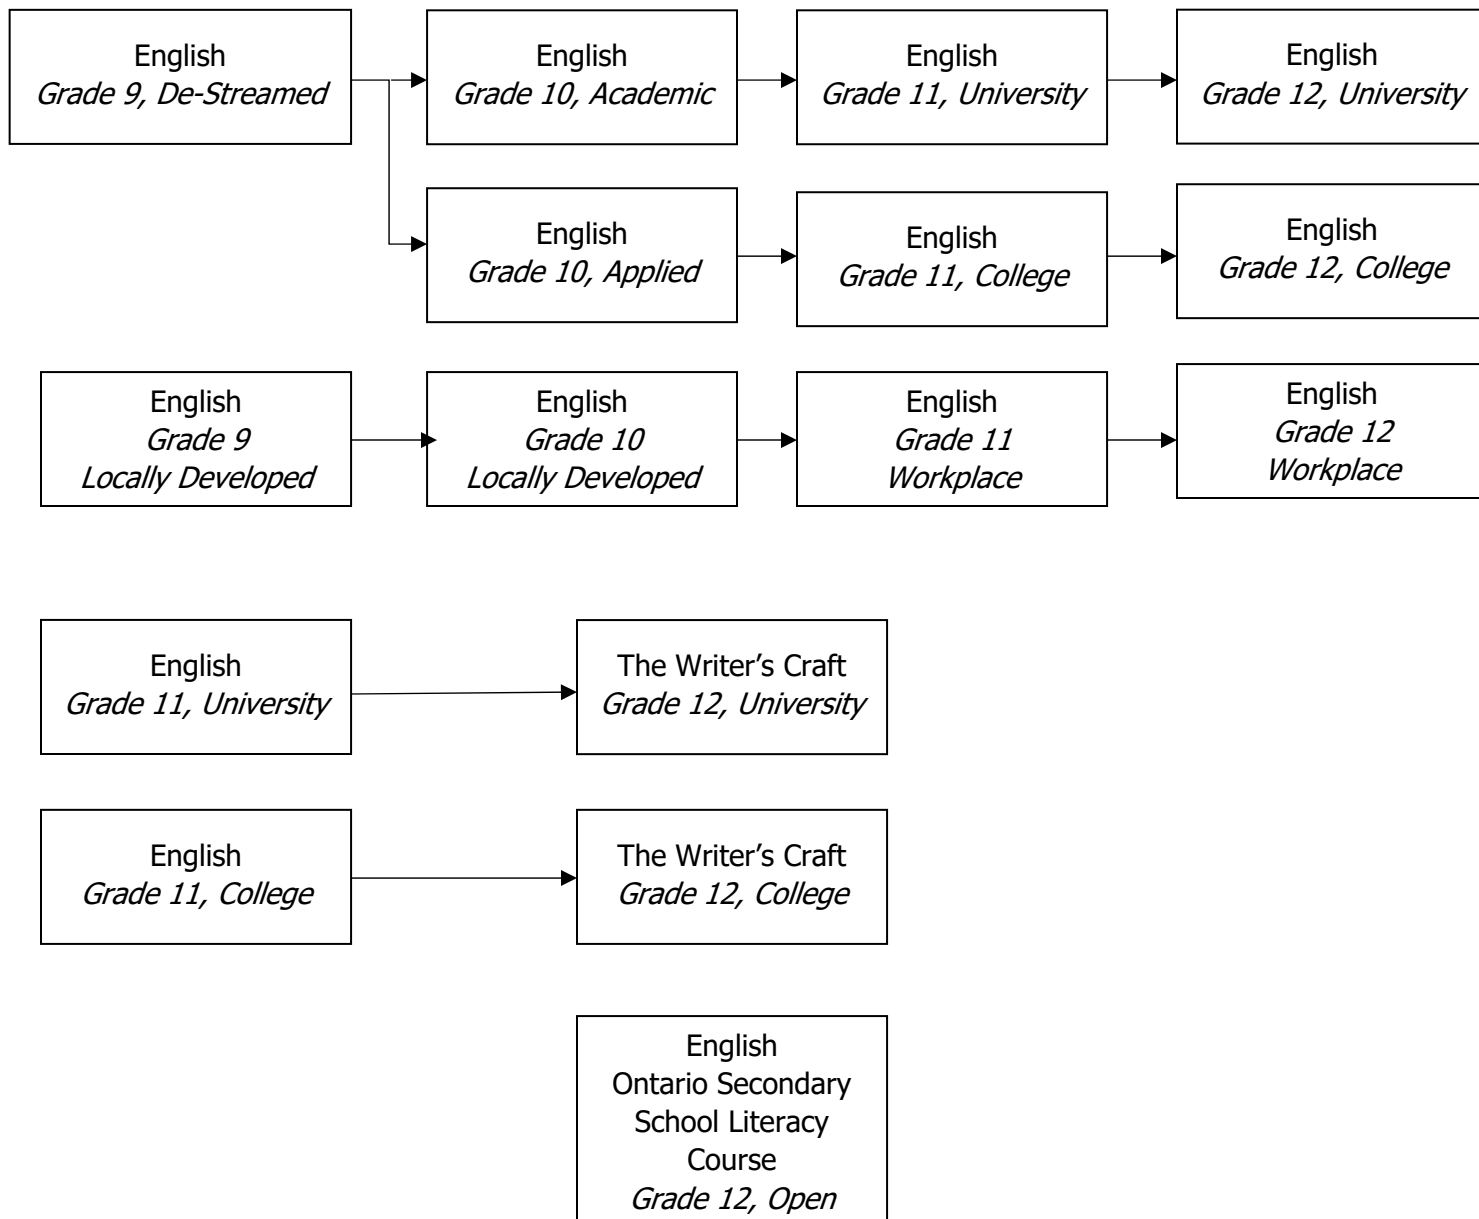 English
Grade 9, De-Streamed
English
Grade 10, Academic
English
Grade 11, University
English
Grade 12, University
English
Grade 10, Applied
English
Grade 11, College
English
Grade 12, College
English
Grade 9
Locally Developed
English
Grade 10
Locally Developed
English
Grade 11
Workplace
English
Grade 12
Workplace
English
Grade 11, University
The Writer’s Craft
Grade 12, University
English
Grade 11, College
The Writer’s Craft
Grade 12, College
English
Ontario Secondary
School Literacy
Course
Grade 12, Open